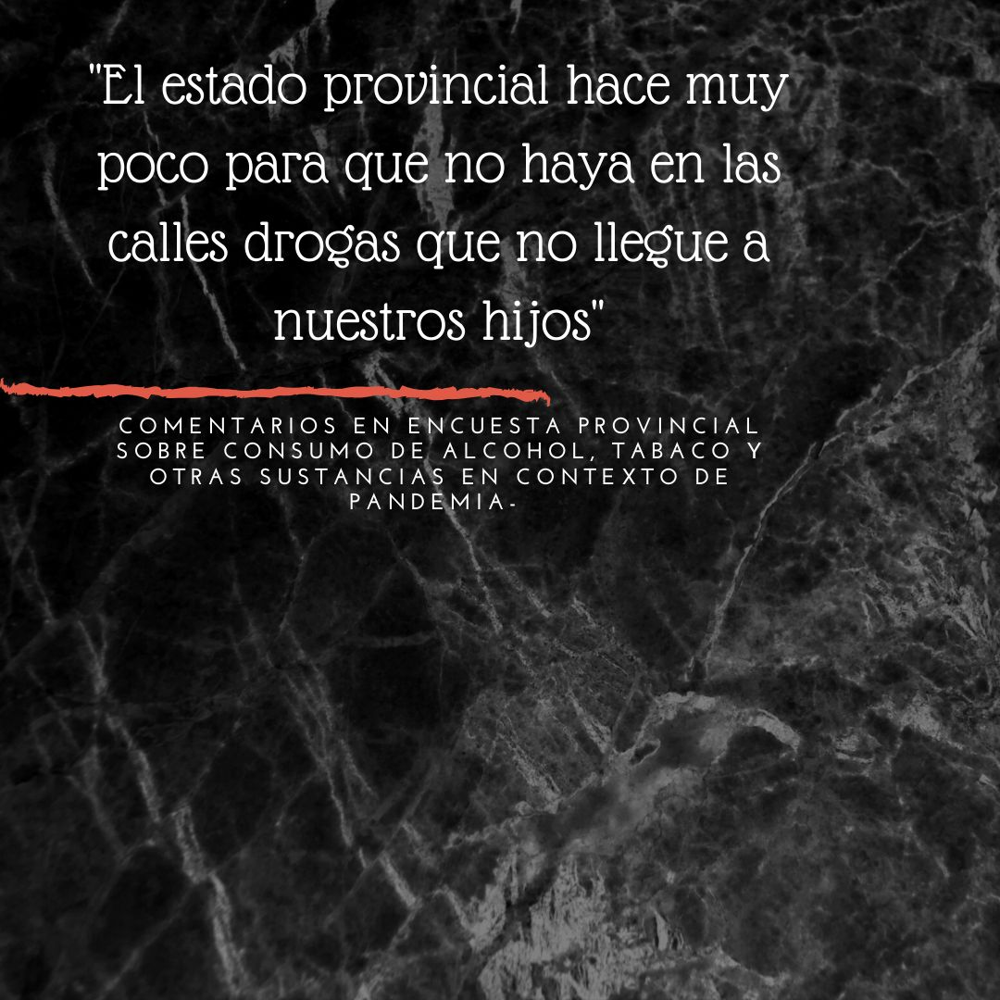 "El estado provincial hace muy
poco para que no haya en las
calles drogas que no llegue a
nuestros hijos"
COMENTARIOS EN ENCUESTA PROVINCIAL
SOBRE CONSUMO DE ALCOHOL, TABACO Y
OTRAS SUSTANCIAS EN CONTEXTO DE
PANDEMIA-